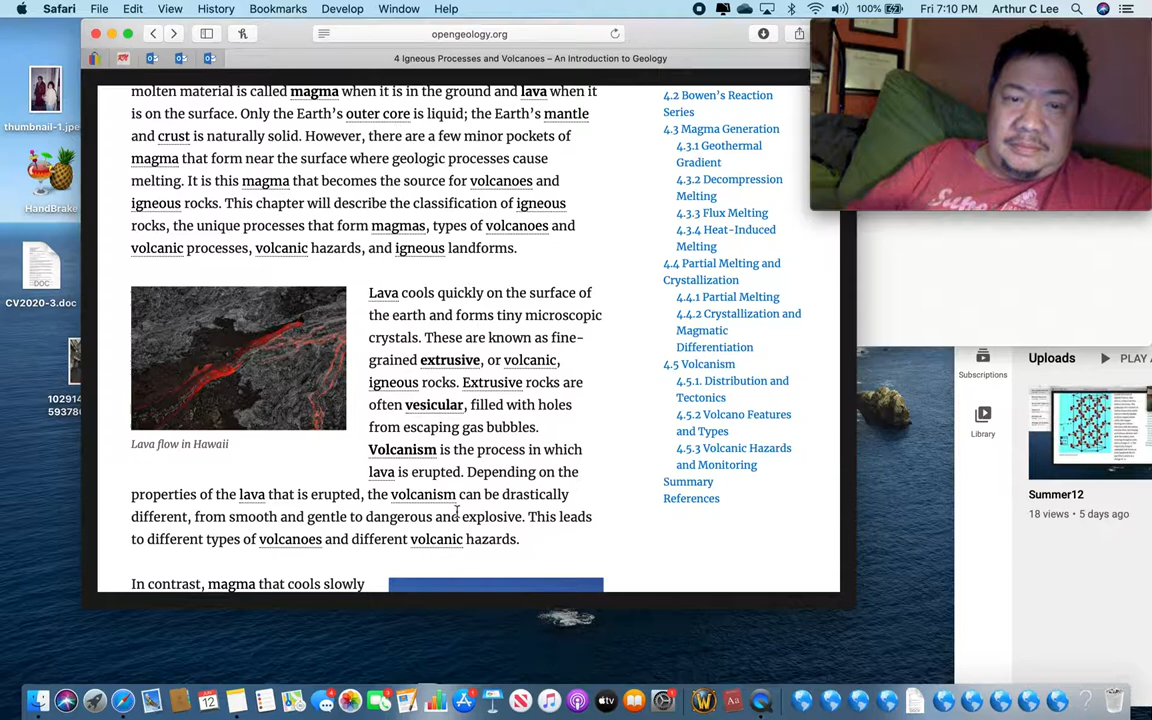 Safari File Edit View History Bookmarks Develop Window Help
100% Fri 7:10 PM Arthur C Lee
opengeology.org
4 Igneous Processes and Volcanoes – An Introduction to Geology
thumbnail-1.jpe
HandBrake
DOC
CV2020-3.doc
10291
59378
molten material is called magma when it is in the ground and lava when it
is on the surface. Only the Earth's outer core is liquid; the Earth's mantle
and crust is naturally solid. However, there are a few minor pockets of
magma that form near the surface where geologic processes cause
melting. It is this magma that becomes the source for volcanoes and
igneous rocks. This chapter will describe the classification of igneous
rocks, the unique processes that form magmas, types of volcanoes and
volcanic processes, volcanic hazards, and igneous landforms.
Lava cools quickly on the surface of
the earth and forms tiny microscopic
crystals. These are known as fine-
grained extrusive, or volcanic,
igneous rocks. Extrusive rocks are
often vesicular, filled with holes
from escaping gas bubbles.
Volcanism is the process in which
lava is erupted. Depending on the
properties of the lava that is erupted, the volcanism can be drastically
different, from smooth and gentle to dangerous and explosive. This leads
to different types of volcanoes and different volcanic hazards.
Lava flow in Hawaii
In contrast, magma that cools slowly
4.2 Bowen's Reaction
Series
4.3 Magma Generation
4.3.1 Geothermal
Gradient
4.3.2 Decompression
Melting
4.3.3 Flux Melting
4.3.4 Heat-Induced
Melting
4.4 Partial Melting and
Crystallization
4.4.1 Partial Melting
4.4.2 Crystallization and
Magmatic
Differentiation
4.5 Volcanism
4.5.1. Distribution and
Tectonics
4.5.2 Volcano Features
and Types
4.5.3 Volcanic Hazards
and Monitoring
Summary
References
Subscriptions
Library
Uploads PLAY A
Summer12
18 views • 5 days ago